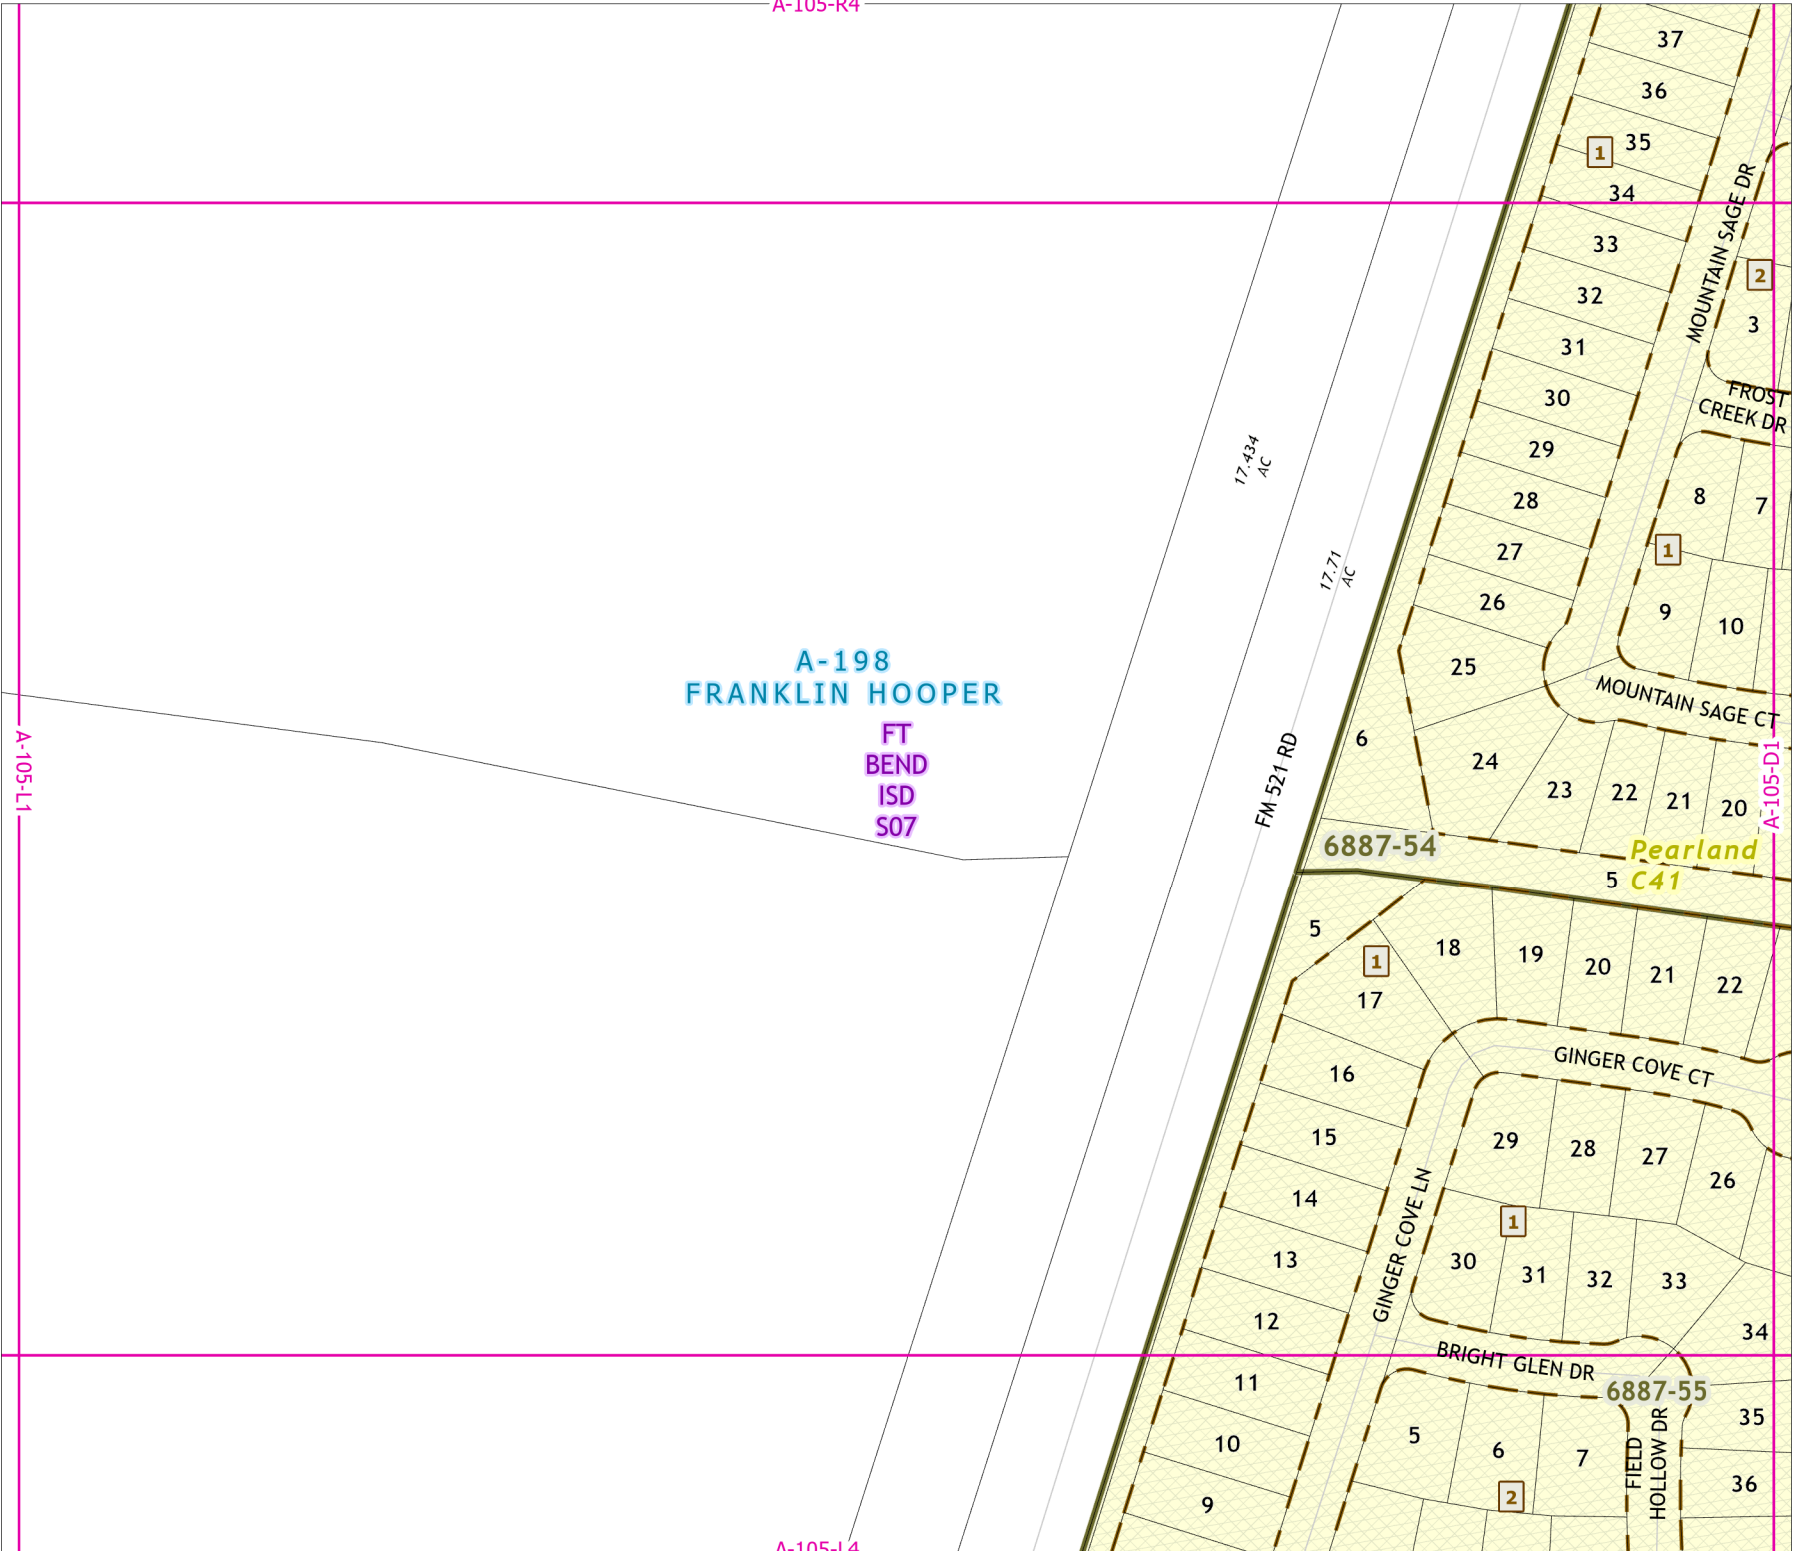 A-105-R4
37
36
1
35
34
33
MOUNTAIN SAGE DR
2
32
3
31
30
FROST
CREEK DR
29
17.434
AC
28
8
7
27
1
17.71
AC
26
9
10
25
A-198
FRANKLIN HOOPER
MOUNTAIN SAGE CT
FT
BEND
ISD
S07
6
24
A-105-L1
FM 521 RD
23
22
21
20
A-105-D1
6887-54
Pearland
C41
5
5
18
19
20
21
22
1
17
GINGER COVE CT
16
15
29
28
27
26
14
GINGER COVE LN
1
13
30
31
32
33
12
34
BRIGHT GLEN DR
11
6887-55
35
10
5
6
7
FIELD
HOLLOW DR
36
2
9
A-105-L4